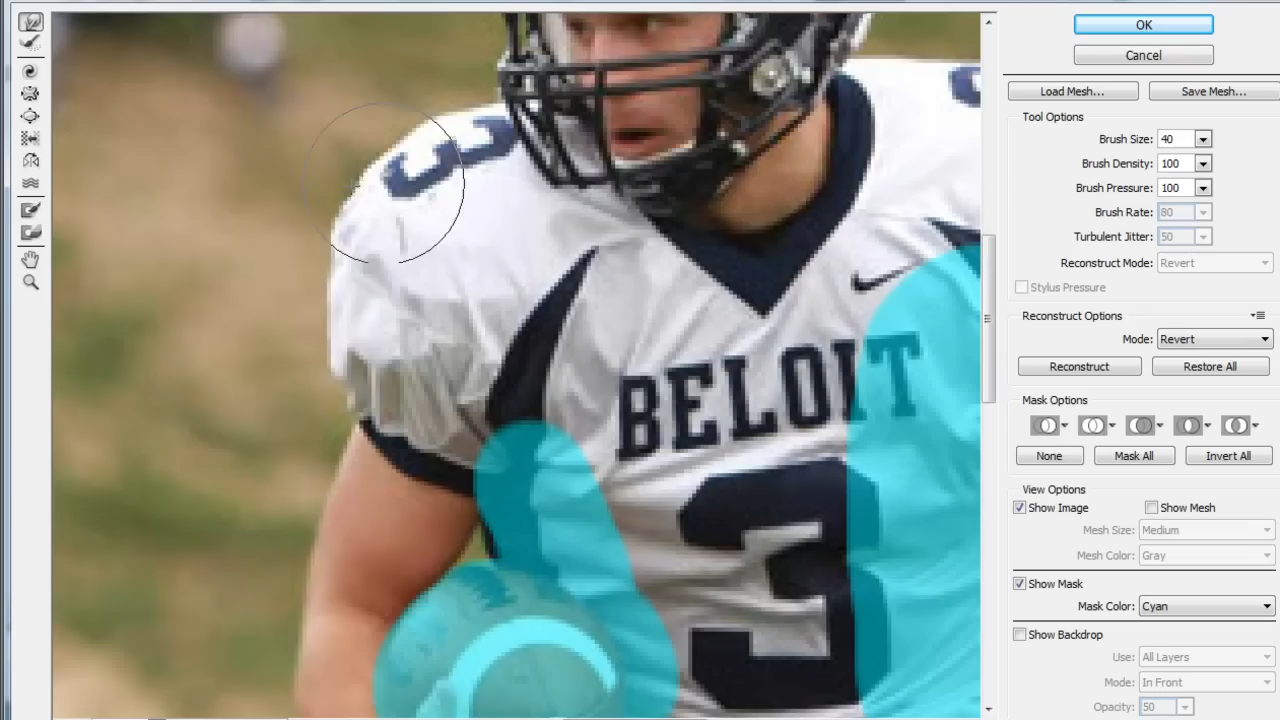 OK
Cancel
Load Mesh...
Save Mesh...
Tool Options
Brush Size: 40
Brush Density: 100
Brush Pressure: 100
Brush Rate: 80
Turbulent Jitter: 50
Reconstruct Mode: Revert
Stylus Pressure
Reconstruct Options
Mode: Revert
Reconstruct
Restore All
Mask Options
None
Mask All
Invert All
View Options
Show Image
Show Mesh
Mesh Size: Medium
Mesh Color: Gray
Show Mask
Mask Color: Cyan
Show Backdrop
Use: All Layers
Mode: In Front
Opacity: 50
3
BELOIT
3